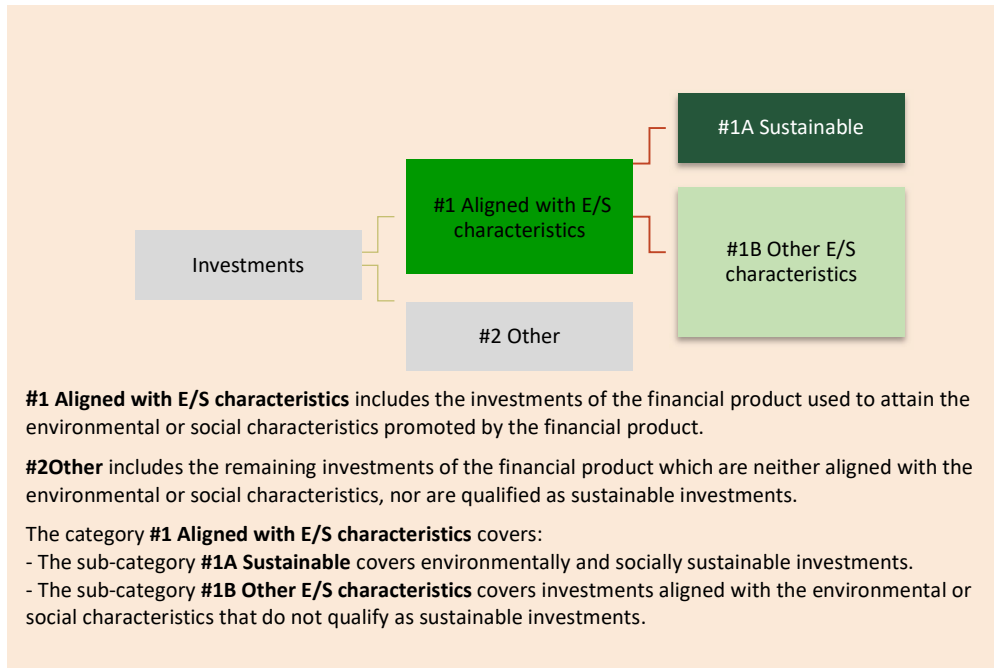 #1A Sustainable
#1 Aligned with E/S
characteristics
#1B Other E/S
characteristics
Investments
#2 Other
#1 Aligned with E/S characteristics includes the investments of the financial product used to attain the
environmental or social characteristics promoted by the financial product.
#2Other includes the remaining investments of the financial product which are neither aligned with the
environmental or social characteristics, nor are qualified as sustainable investments.
The category #1 Aligned with E/S characteristics covers:
- The sub-category #1A Sustainable covers environmentally and socially sustainable investments.
- The sub-category #1B Other E/S characteristics covers investments aligned with the environmental or
social characteristics that do not qualify as sustainable investments.